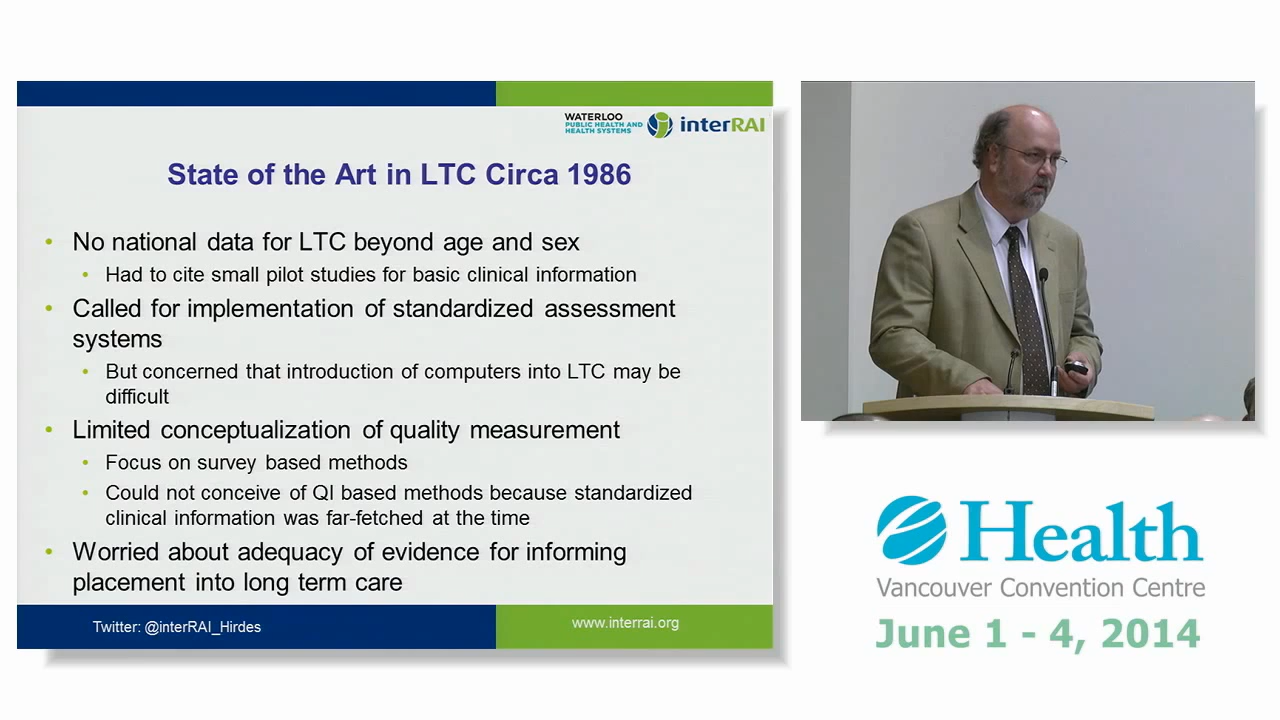 WATERLOO
PUBLIC HEALTH AND
HEALTH SYSTEMS
interRAI
State of the Art in LTC Circa 1986
• No national data for LTC beyond age and sex
• Had to cite small pilot studies for basic clinical information
• Called for implementation of standardized assessment
systems
• But concerned that introduction of computers into LTC may be
difficult
• Limited conceptualization of quality measurement
• Focus on survey based methods
• Could not conceive of QI based methods because standardized
clinical information was far-fetched at the time
• Worried about adequacy of evidence for informing
placement into long term care
Twitter: @interRAI_Hirdes
www.interrai.org
eHealth
Vancouver Convention Centre
June 1 - 4, 2014